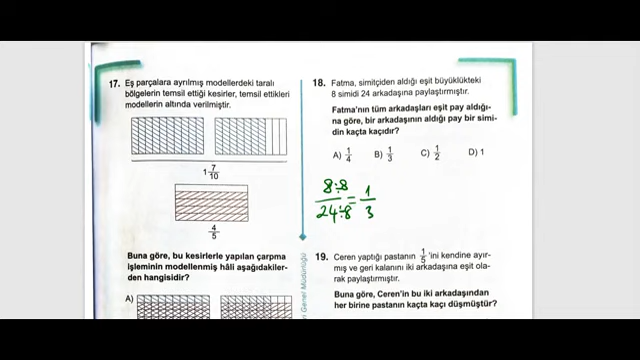 17. Eş parçalara ayrılmış modellerdeki taralı
bölgelerin temsil ettiği kesirler, temsil ettikleri
modellerin altında verilmiştir.
1 7/10
4/5
Buna göre, bu kesirlerle yapılan çarpma
işleminin modellenmiş hâli aşağıdakiler-
den hangisidir?
A)
18. Fatma, simitçiden aldığı eşit büyüklükteki
8 simidi 24 arkadaşına paylaştırmıştır.
Fatma'nın tüm arkadaşları eşit pay aldığı-
na göre, bir arkadaşının aldığı pay bir simi-
din kaçta kaçıdır?
A) 1/4 B) 1/3 C) 1/2 D) 1
8÷8/24÷8 = 1/3
19. Ceren yaptığı pastanın 1/5 'ini kendine ayır-
mış ve geri kalanını iki arkadaşına eşit ola-
rak paylaştırmıştır.
Buna göre, Ceren'in bu iki arkadaşından
her birine pastanın kaçta kaçı düşmüştür?
Genel Müdürlüğü